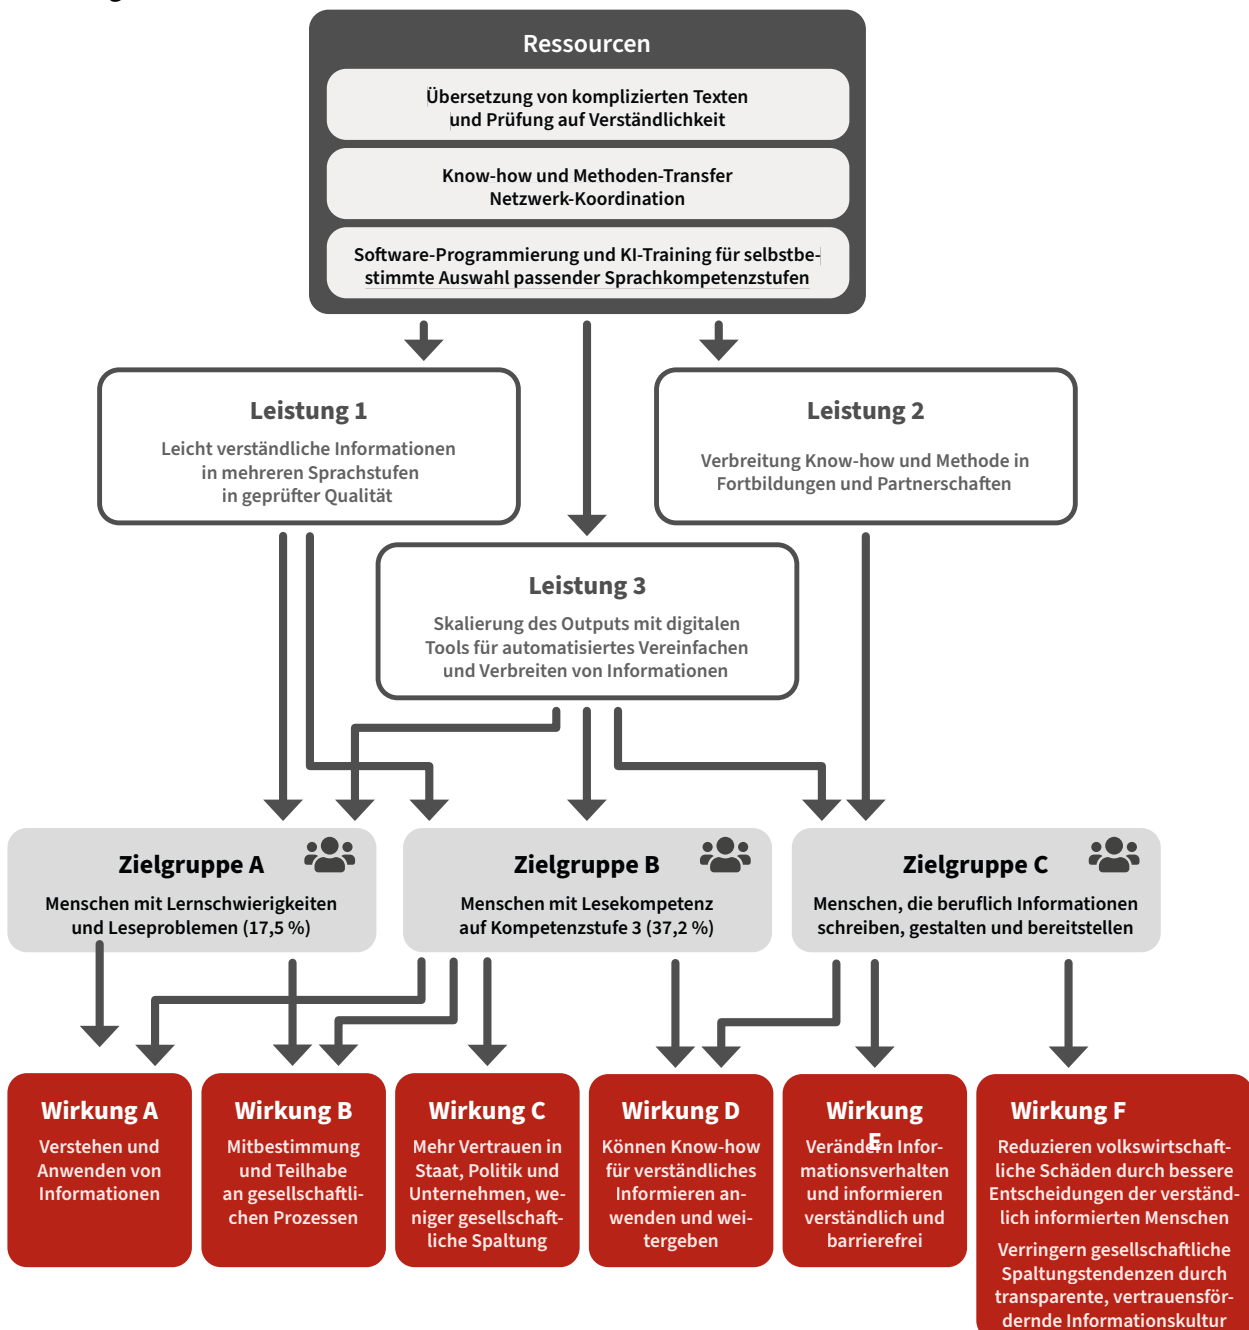 Ressourcen
Übersetzung von komplizierten Texten
und Prüfung auf Verständlichkeit
Know-how und Methoden-Transfer
Netzwerk-Koordination
Software-Programmierung und KI-Training für selbstbe-
stimmte Auswahl passender Sprachkompetenzstufen
Leistung 1
Leicht verständliche Informationen
in mehreren Sprachstufen
in geprüfter Qualität
Leistung 2
Verbreitung Know-how und Methode in
Fortbildungen und Partnerschaften
Leistung 3
Skalierung des Outputs mit digitalen
Tools für automatisiertes Vereinfachen
und Verbreiten von Informationen
Zielgruppe A
Menschen mit Lernschwierigkeiten
und Leseproblemen (17,5 %)
Zielgruppe B
Menschen mit Lesekompetenz
auf Kompetenzstufe 3 (37,2 %)
Zielgruppe C
Menschen, die beruflich Informationen
schreiben, gestalten und bereitstellen
Wirkung A
Verstehen und
Anwenden von
Informationen
Wirkung B
Mitbestimmung
und Teilhabe
an gesellschaftli-
chen Prozessen
Wirkung C
Mehr Vertrauen in
Staat, Politik und
Unternehmen, we-
niger gesellschaft-
liche Spaltung
Wirkung D
Können Know-how
für verständliches
Informieren an-
wenden und wei-
tergeben
Wirkung
E
Verändern Infor-
mationsverhalten
und informieren
verständlich und
barrierefrei
Wirkung F
Reduzieren volkswirtschaft-
liche Schäden durch bessere
Entscheidungen der verständ-
lich informierten Menschen
Verringern gesellschaftliche
Spaltungstendenzen durch
transparente, vertrauensför-
dernde Informationskultur